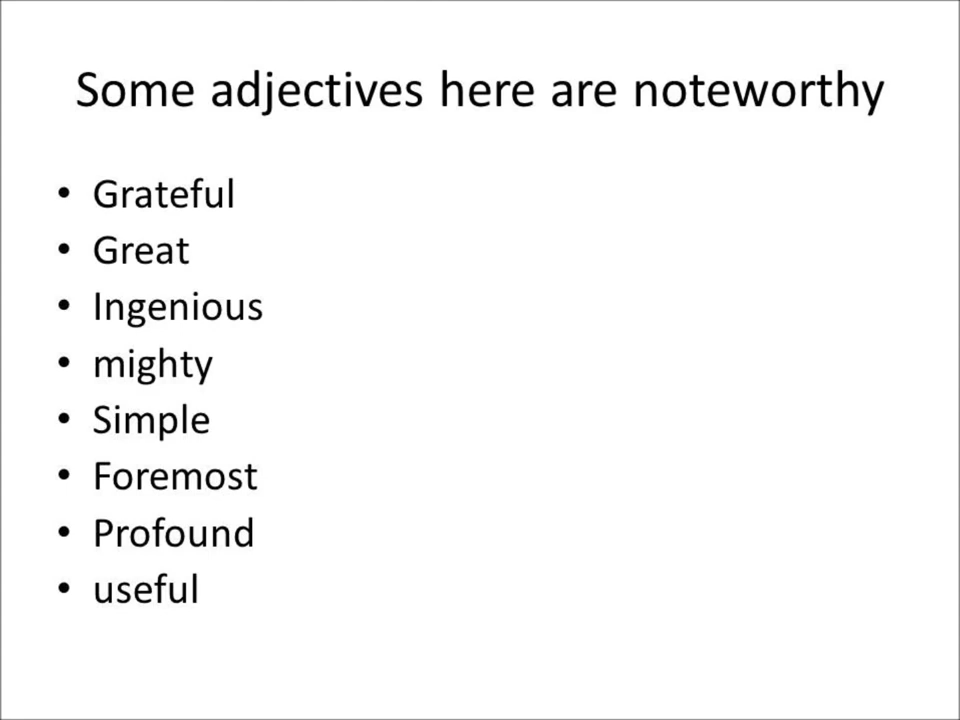 Some adjectives here are noteworthy
• Grateful
• Great
• Ingenious
• mighty
• Simple
• Foremost
• Profound
• useful